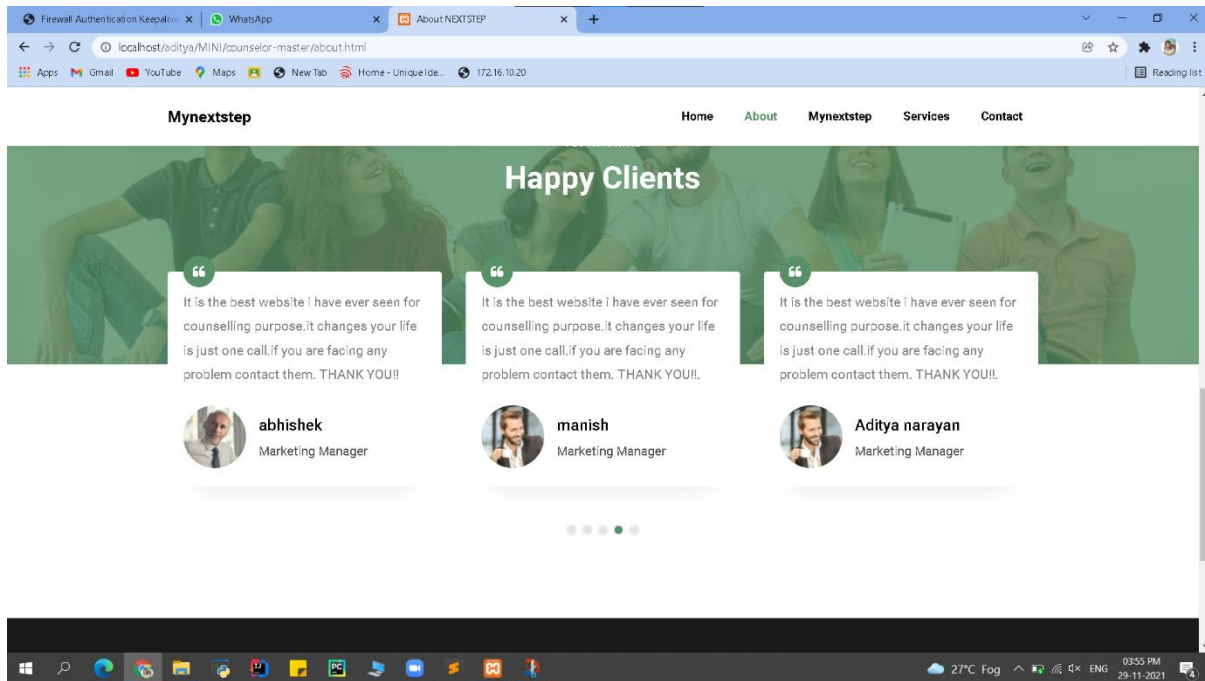 Firewall Authentication Keepalive
WhatsApp
About NEXTSTEP
localhost/aditya/MINI/counselor-master/about.html
Apps
Gmail
YouTube
Maps
New Tab
Home - Unique Ide...
172.16.10.20
Reading list
Mynextstep
Home
About
Mynextstep
Services
Contact
Happy Clients
It is the best website i have ever seen for
counselling purpose.it changes your life
is just one call.if you are facing any
problem contact them. THANK YOU!!
abhishek
Marketing Manager
It is the best website i have ever seen for
counselling purpose.it changes your life
is just one call.if you are facing any
problem contact them. THANK YOU!!.
manish
Marketing Manager
It is the best website i have ever seen for
counselling purpose.it changes your life
is just one call.if you are facing any
problem contact them. THANK YOU!!.
Aditya narayan
Marketing Manager
PC
27°C Fog
ENG
03:55 PM
29-11-2021
4